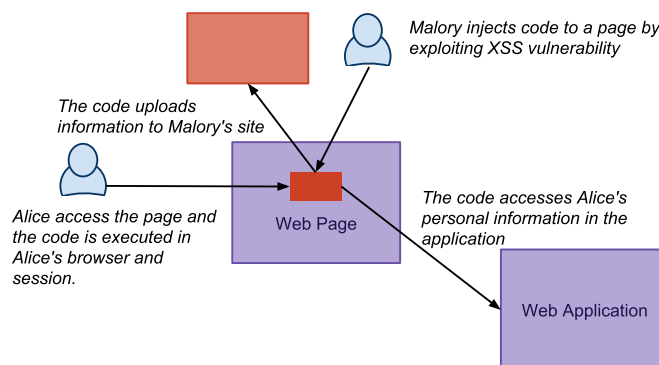 Malory injects code to a page by
exploiting XSS vulnerability
The code uploads
information to Malory's site
Alice access the page and
the code is executed in
Alice's browser and
session.
Web Page
The code accesses Alice's
personal information in the
application
Web Application